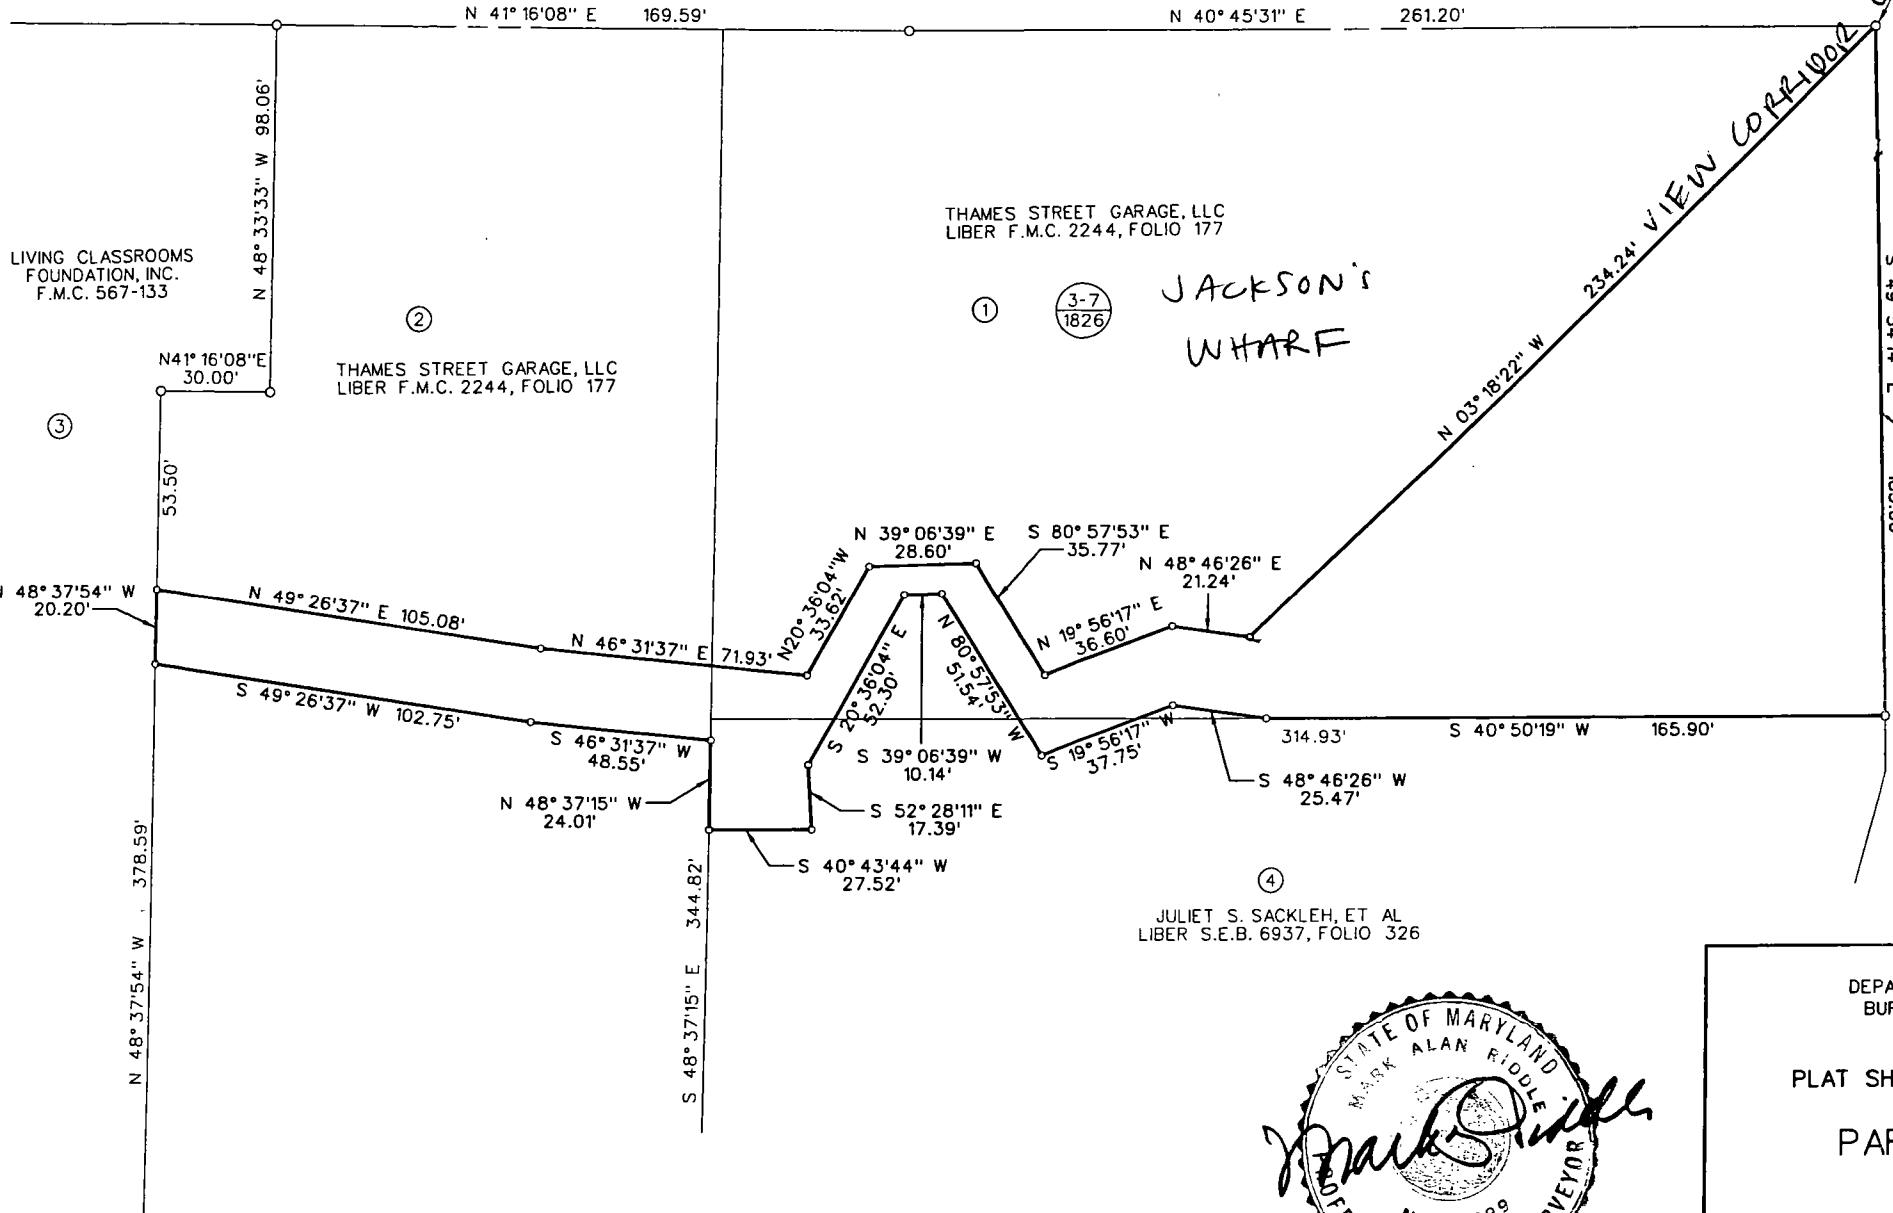 N 41° 16'08" E 169.59'
N 40° 45'31" E 261.20'
N 48° 33'33" W 98.06'
VIEW CORRIDOR
234.24'
N 03° 18'22" W
THAMES STREET GARAGE, LLC
LIBER F.M.C. 2244, FOLIO 177
1
3-7
1826
JACKSON'S
WHARF
LIVING CLASSROOMS
FOUNDATION, INC.
F.M.C. 567-133
2
N41° 16'08"E
30.00'
THAMES STREET GARAGE, LLC
LIBER F.M.C. 2244, FOLIO 177
3
53.50'
48° 37'54" W
20.20'
N 49° 26'37" E 105.08'
N 46° 31'37" E 71.93'
N20° 36'04"W
33.62'
N 39° 06'39" E
28.60'
S 80° 57'53" E
35.77'
N 48° 46'26" E
21.24'
N 19° 56'17" E
36.60'
S 49° 26'37" W 102.75'
S 46° 31'37" W
48.55'
S 20° 36'04" E
52.30'
N 80° 57'53" W
51.54'
S 39° 06'39" W
10.14'
S 19° 56'17" W
37.75'
314.93'
S 40° 50'19" W 165.90'
S 48° 46'26" W
25.47'
N 48° 37'15" W
24.01'
S 52° 28'11" E
17.39'
S 40° 43'44" W
27.52'
N 48° 37'54" W 378.59'
S 48° 37'15" E 344.82'
4
JULIET S. SACKLEH, ET AL
LIBER S.E.B. 6937, FOLIO 326
STATE OF MARYLAND
MARK ALAN RIDDLE
Mark Riddle
DEPA
BUR
PLAT SH
PAR